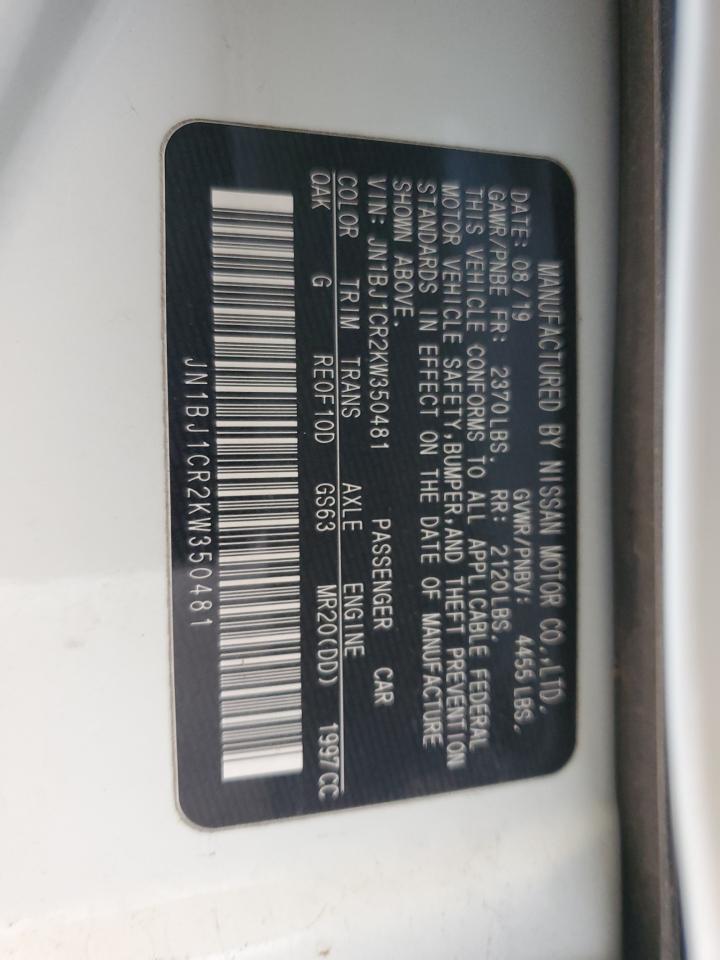 MANUFACTURED BY NISSAN MOTOR CO.,LTD.
DATE: 08/19 GVWR/PNBV: 4455 LBS.
GAWR/PNBE FR: 2370LBS. RR: 2120LBS.
THIS VEHICLE CONFORMS TO ALL APPLICABLE FEDERAL
MOTOR VEHICLE SAFETY,BUMPER,AND THEFT PREVENTION
STANDARDS IN EFFECT ON THE DATE OF MANUFACTURE
SHOWN ABOVE.
VIN: JN1BJ1CR2KW350481 PASSENGER CAR
COLOR TRIM TRANS AXLE ENGINE
QAK G RE0F10D GS63 MR20(DD) 1997CC
JN1BJ1CR2KW350481